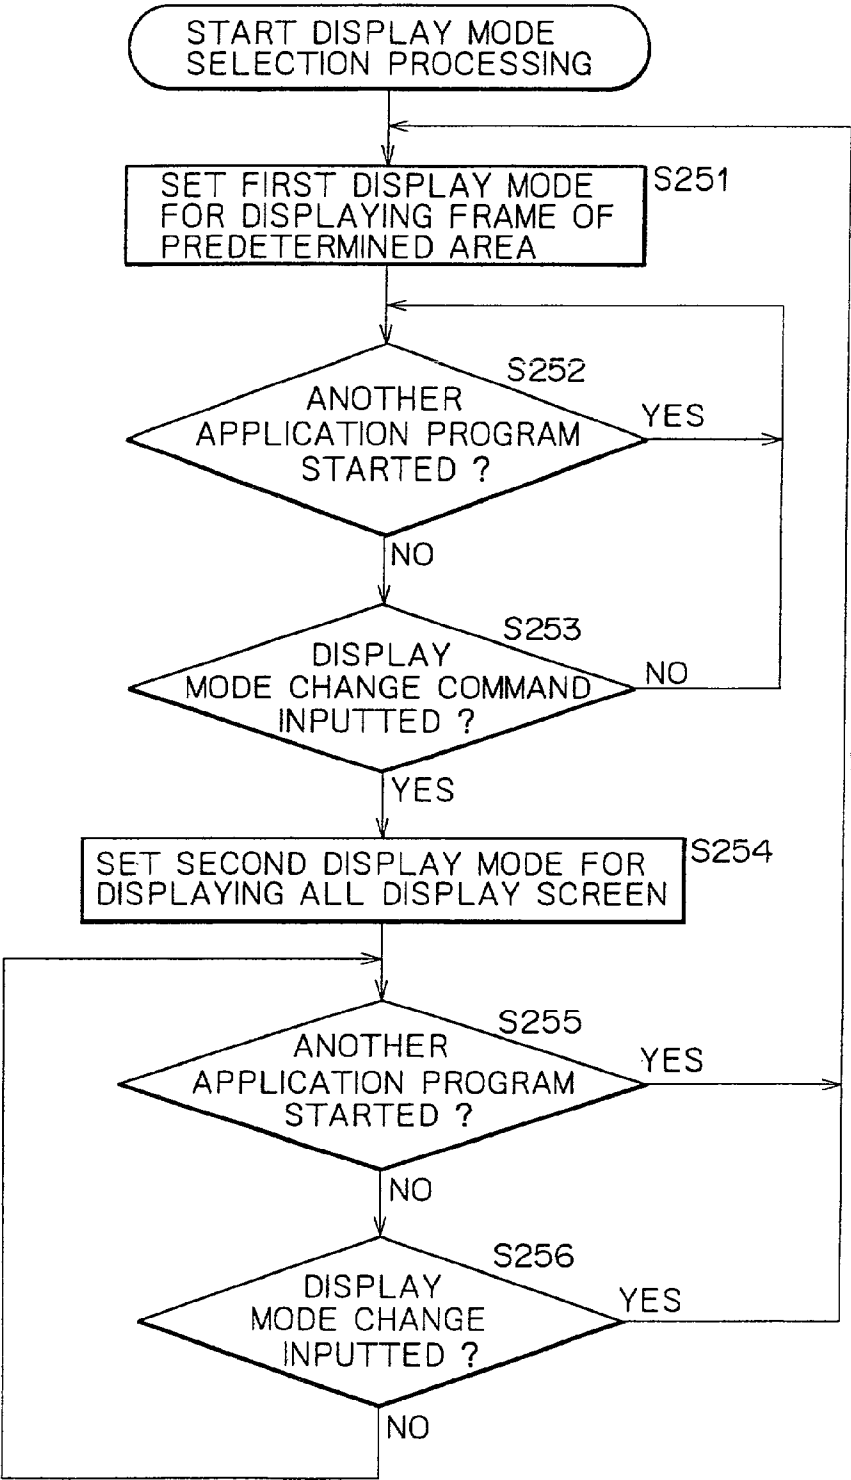 START DISPLAY MODE
SELECTION PROCESSING
S251
SET FIRST DISPLAY MODE
FOR DISPLAYING FRAME OF
PREDETERMINED AREA
S252
ANOTHER
APPLICATION PROGRAM
STARTED ?
YES
NO
S253
DISPLAY
MODE CHANGE COMMAND
INPUTTED ?
NO
YES
S254
SET SECOND DISPLAY MODE FOR
DISPLAYING ALL DISPLAY SCREEN
S255
ANOTHER
APPLICATION PROGRAM
STARTED ?
YES
NO
S256
DISPLAY
MODE CHANGE
INPUTTED ?
YES
NO